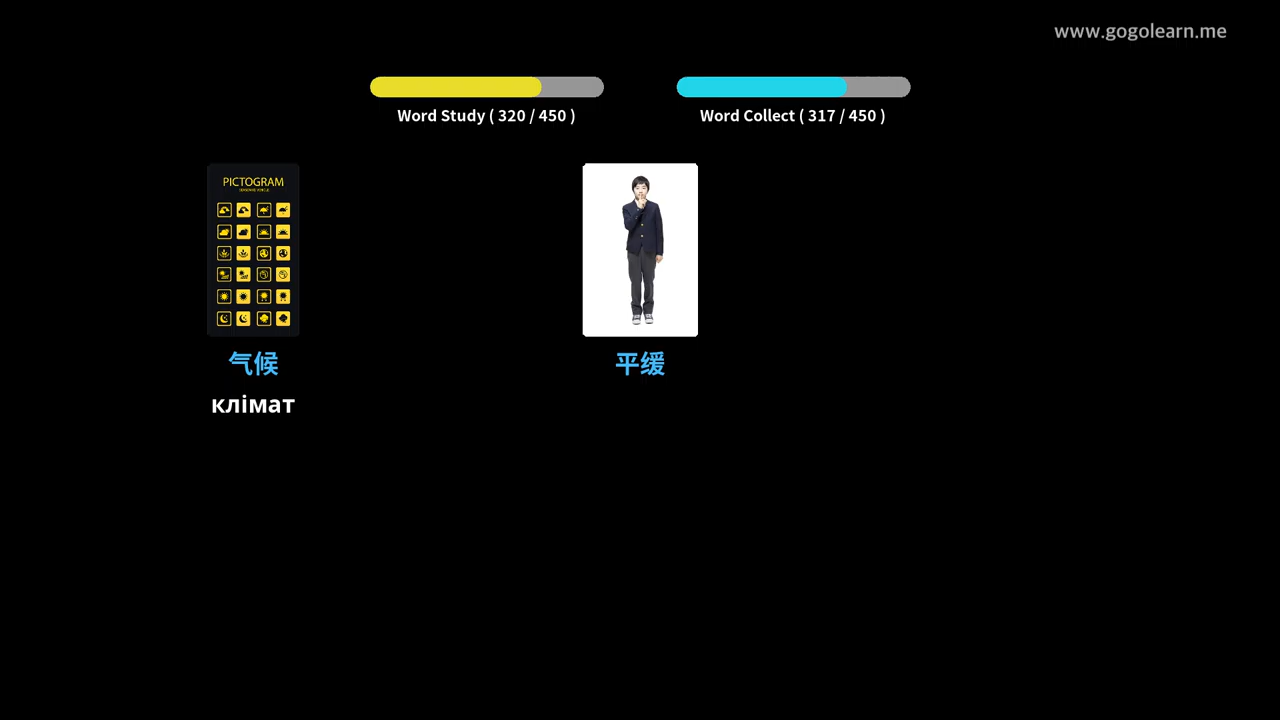 www.gogolearn.me
Word Study ( 320 / 450 )
Word Collect ( 317 / 450 )
PICTOGRAM
气候
平缓
клімат